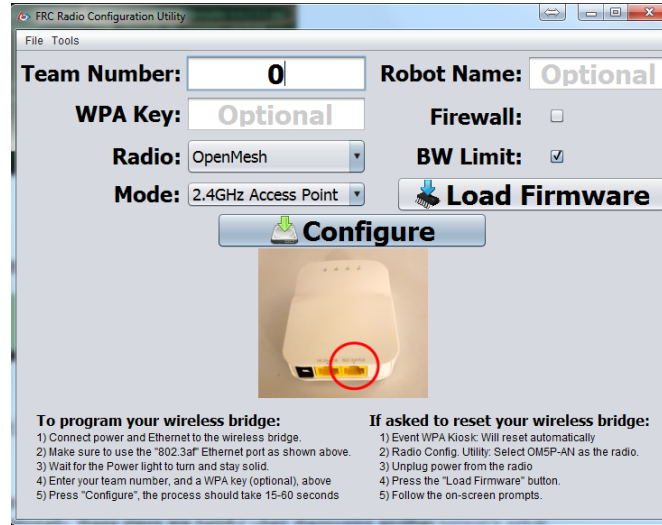 FRC Radio Configuration Utility
File Tools
Team Number: 0 Robot Name: Optional
WPA Key: Optional Firewall:
Radio: OpenMesh BW Limit:
Mode: 2.4GHz Access Point Load Firmware
Configure
To program your wireless bridge:
1) Connect power and Ethernet to the wireless bridge.
2) Make sure to use the "802.3af" Ethernet port as shown above.
3) Wait for the Power light to turn and stay solid.
4) Enter your team number, and a WPA key (optional), above
5) Press "Configure", the process should take 15-60 seconds
If asked to reset your wireless bridge:
1) Event WPA Kiosk: Will reset automatically
2) Radio Config. Utility: Select OM5P-AN as the radio.
3) Unplug power from the radio
4) Press the "Load Firmware" button.
5) Follow the on-screen prompts.